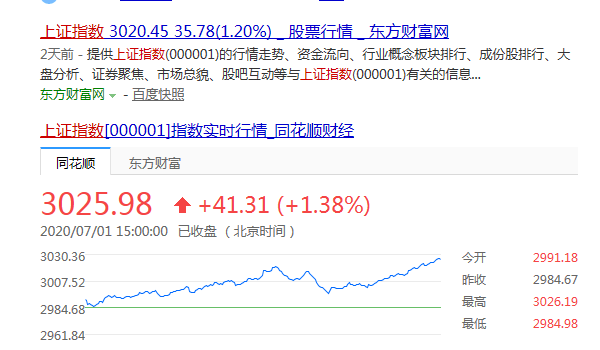 上证指数 3020.45 35.78(1.20%) _ 股票行情 _ 东方财富网
2天前 - 提供上证指数(000001)的行情走势、资金流向、行业概念板块排行、成份股排行、大
盘分析、证券聚焦、市场总貌、股吧互动等与上证指数(000001)有关的信息...
东方财富网 - 百度快照
上证指数[000001]指数实时行情_同花顺财经
同花顺 东方财富
3025.98 +41.31 (+1.38%)
2020/07/01 15:00:00 已收盘 ( 北京时间 )
3030.36
3007.52
2984.68
2961.84
今开 2991.18
昨收 2984.67
最高 3026.19
最低 2984.98